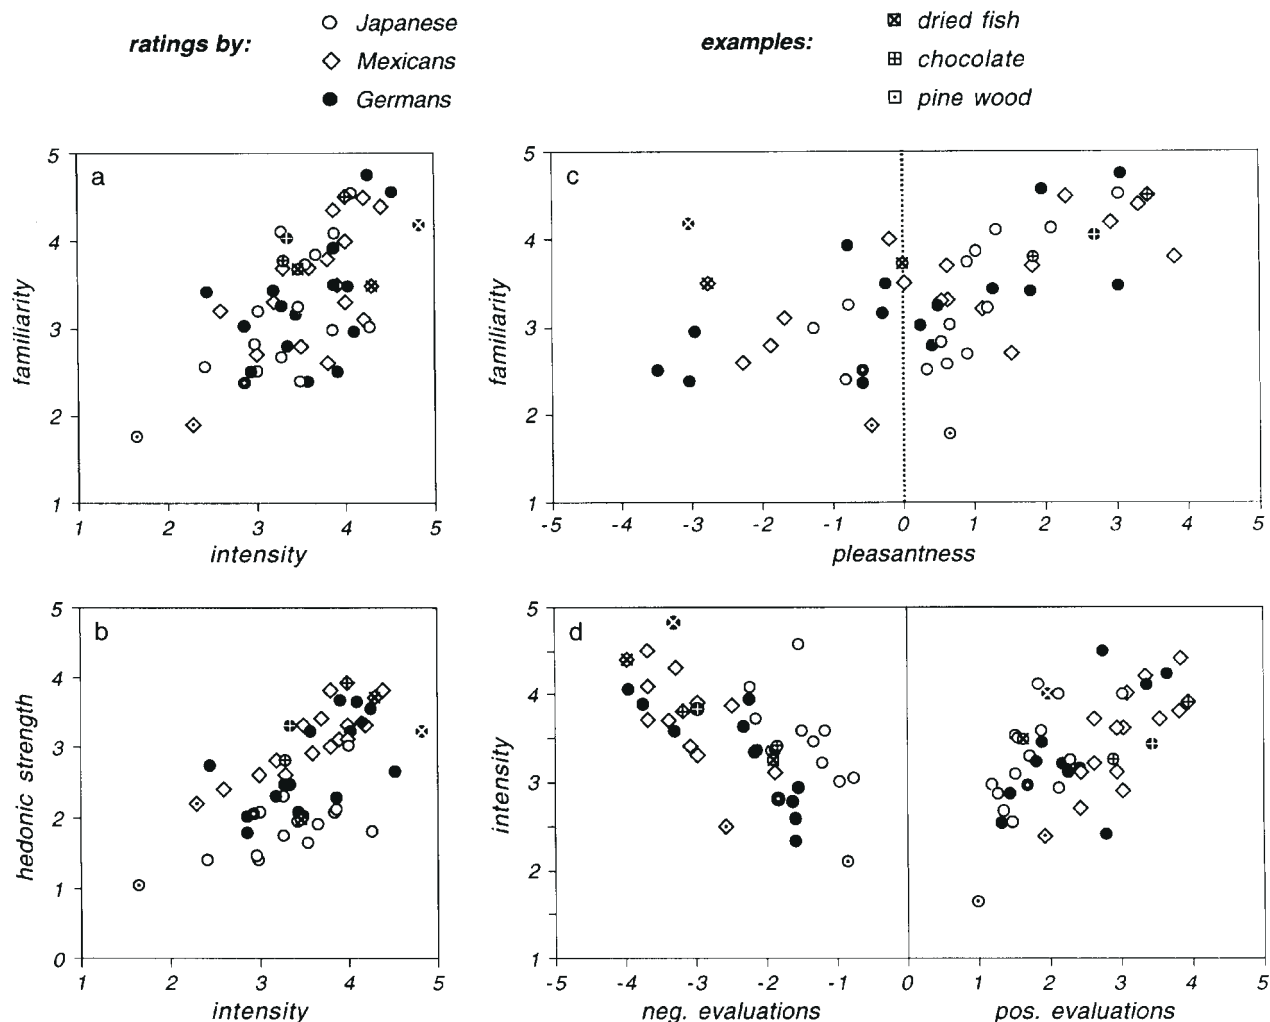 ratings by:
Japanese
Mexicans
Germans
examples:
dried fish
chocolate
pine wood
a
familiarity
5
4
3
2
1
1 2 3 4 5
intensity
c
familiarity
5
4
3
2
1
-5 -4 -3 -2 -1 0 1 2 3 4 5
pleasantness
b
hedonic strength
5
4
3
2
1
0
1 2 3 4 5
intensity
d
intensity
5
4
3
2
1
-5 -4 -3 -2 -1 0 1 2 3 4 5
neg. evaluations pos. evaluations